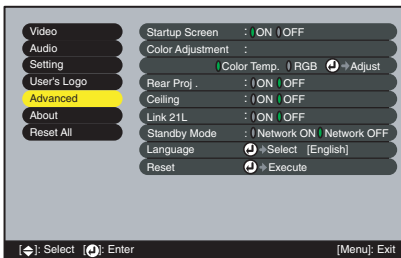 Video
Audio
Setting
User's Logo
Advanced
About
Reset All
Startup Screen : ON OFF
Color Adjustment :
Color Temp. RGB Adjust
Rear Proj . : ON OFF
Ceiling : ON OFF
Link 21L : ON OFF
Standby Mode : Network ON Network OFF
Language Select [English]
Reset Execute
[ ]: Select [ ]: Enter [Menu]: Exit